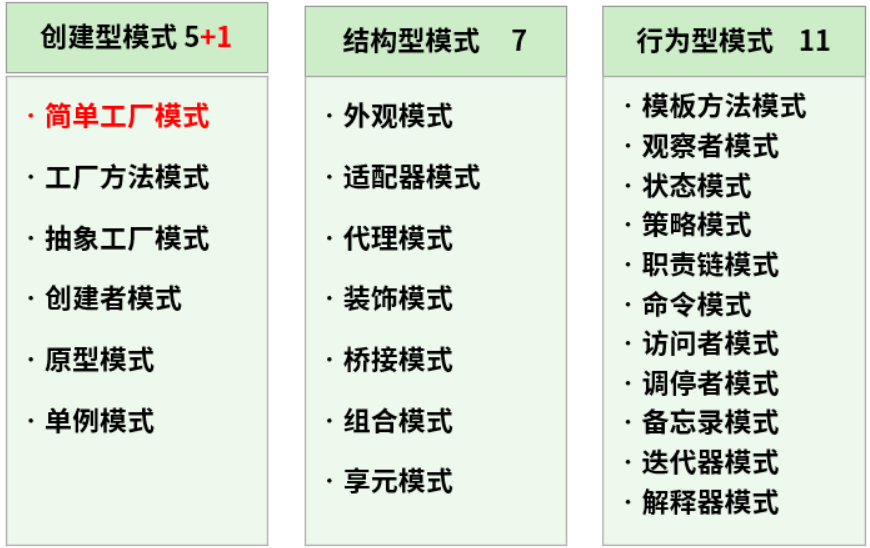 创建型模式 5+1
· 简单工厂模式
· 工厂方法模式
· 抽象工厂模式
· 创建者模式
· 原型模式
· 单例模式
结构型模式 7
· 外观模式
· 适配器模式
· 代理模式
· 装饰模式
· 桥接模式
· 组合模式
· 享元模式
行为型模式 11
· 模板方法模式
· 观察者模式
· 状态模式
· 策略模式
· 职责链模式
· 命令模式
· 访问者模式
· 调停者模式
· 备忘录模式
· 迭代器模式
· 解释器模式